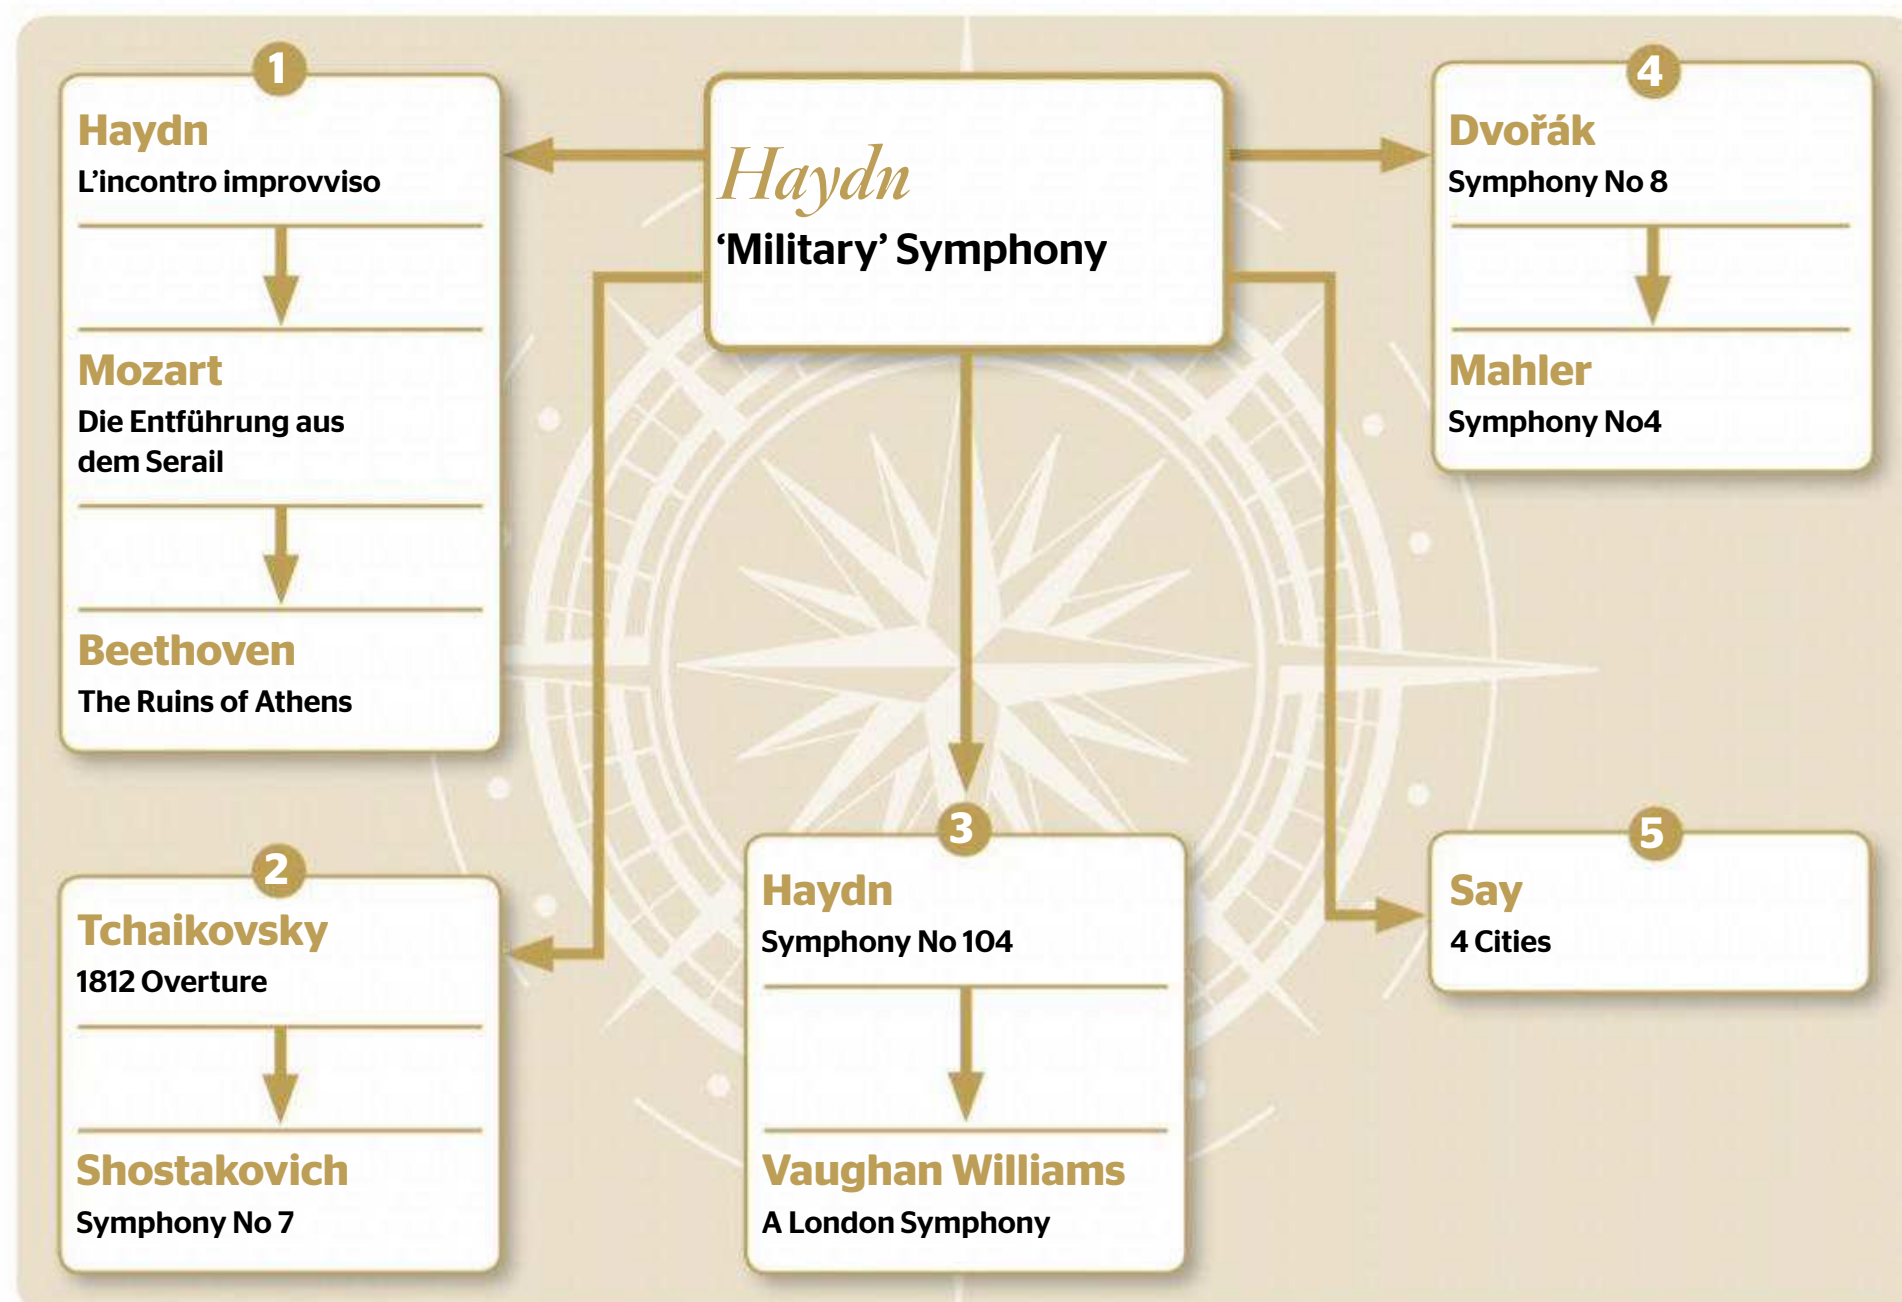 Haydn
‘Military’ Symphony
1
Haydn
L’incontro improvviso
Mozart
Die Entführung aus
dem Serail
Beethoven
The Ruins of Athens
2
Tchaikovsky
1812 Overture
Shostakovich
Symphony No 7
3
Haydn
Symphony No 104
Vaughan Williams
A London Symphony
4
Dvořák
Symphony No 8
Mahler
Symphony No4
5
Say
4 Cities